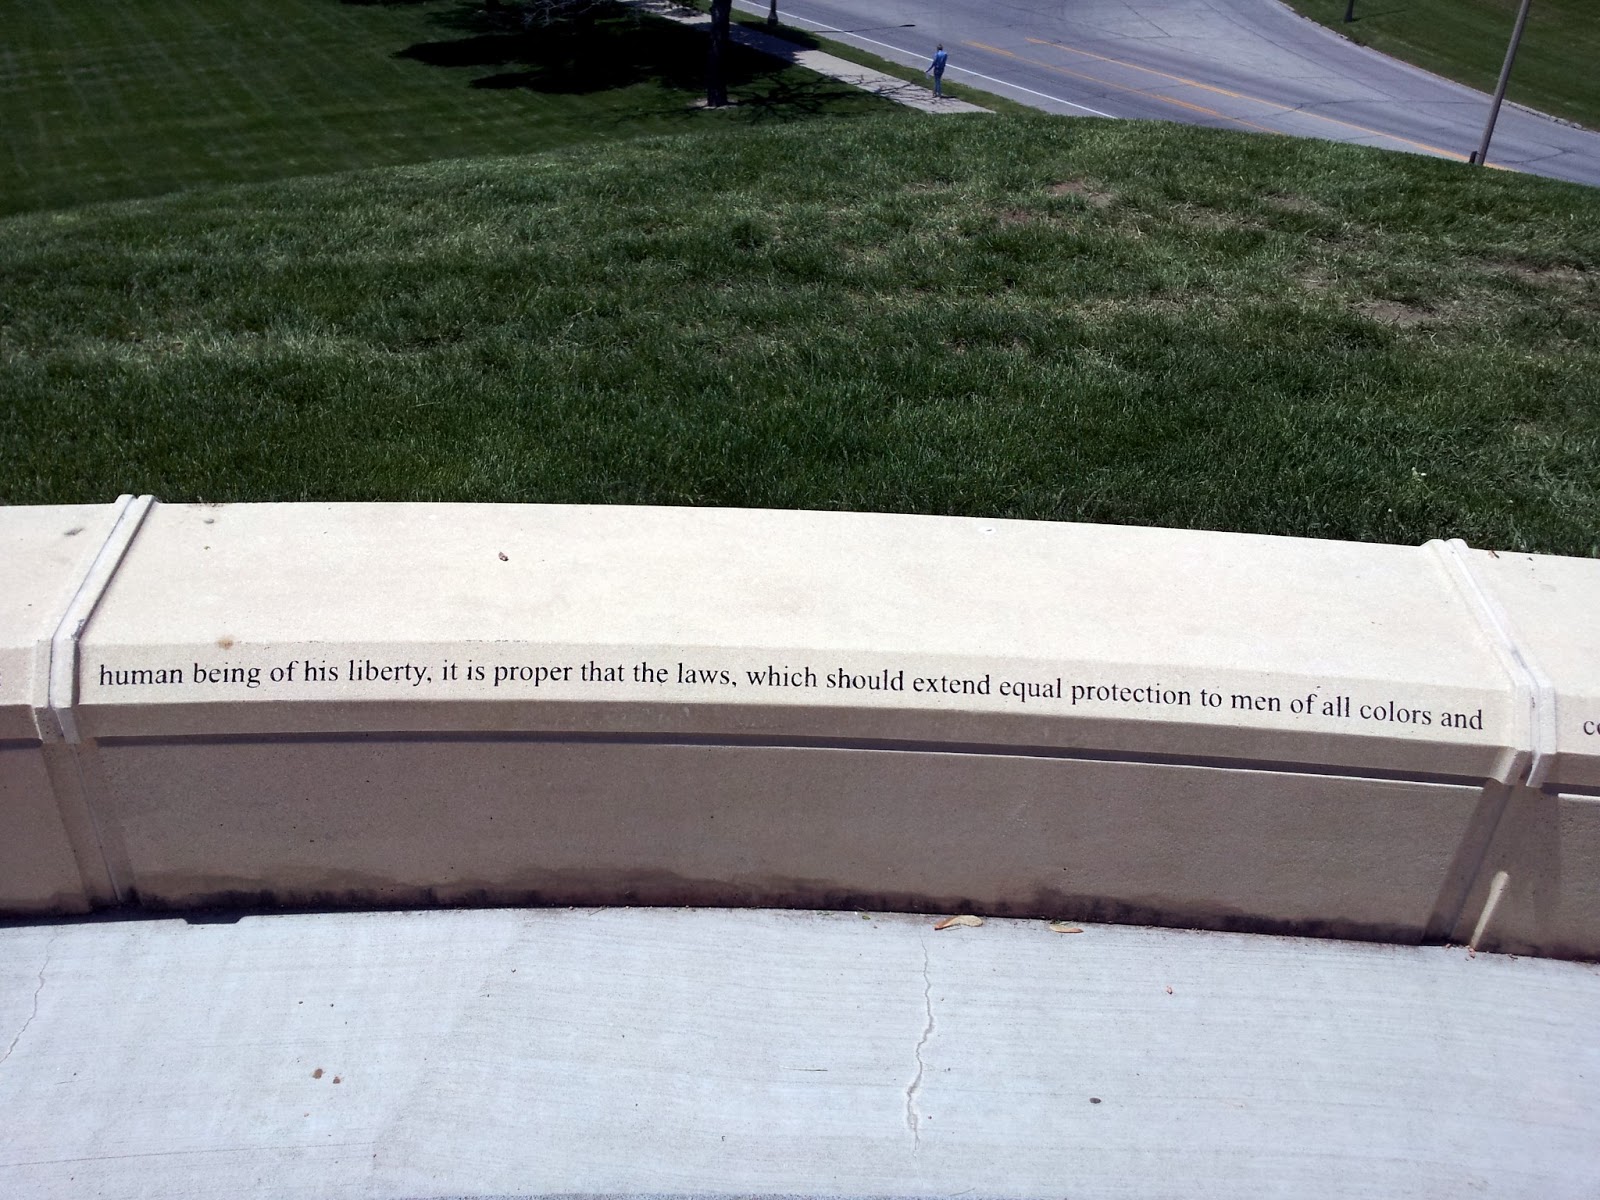 human being of his liberty, it is proper that the laws, which should extend equal protection to men of all colors and